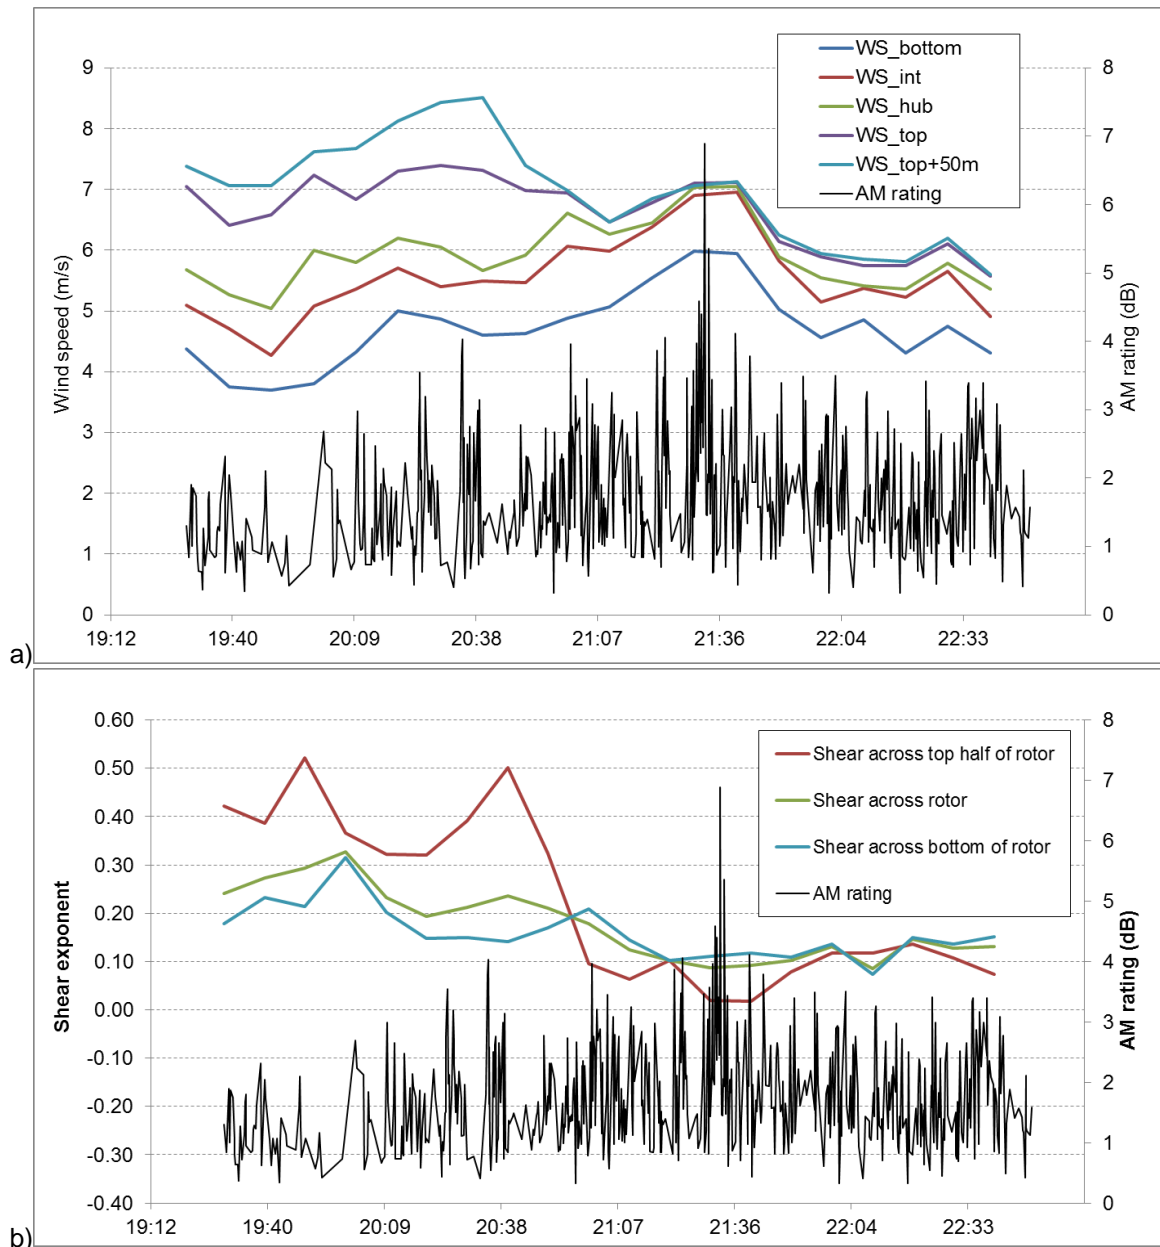 WS_bottom
WS_int
WS_hub
WS_top
WS_top+50m
AM rating
9
8
7
6
5
4
3
2
1
0
Wind speed (m/s)
8
7
6
5
4
3
2
1
0
AM rating (dB)
19:12 19:40 20:09 20:38 21:07 21:36 22:04 22:33
a)
0.60
0.50
0.40
0.30
0.20
0.10
0.00
-0.10
-0.20
-0.30
-0.40
Shear exponent
Shear across top half of rotor
Shear across rotor
Shear across bottom of rotor
AM rating
8
7
6
5
4
3
2
1
0
AM rating (dB)
19:12 19:40 20:09 20:38 21:07 21:36 22:04 22:33
b)